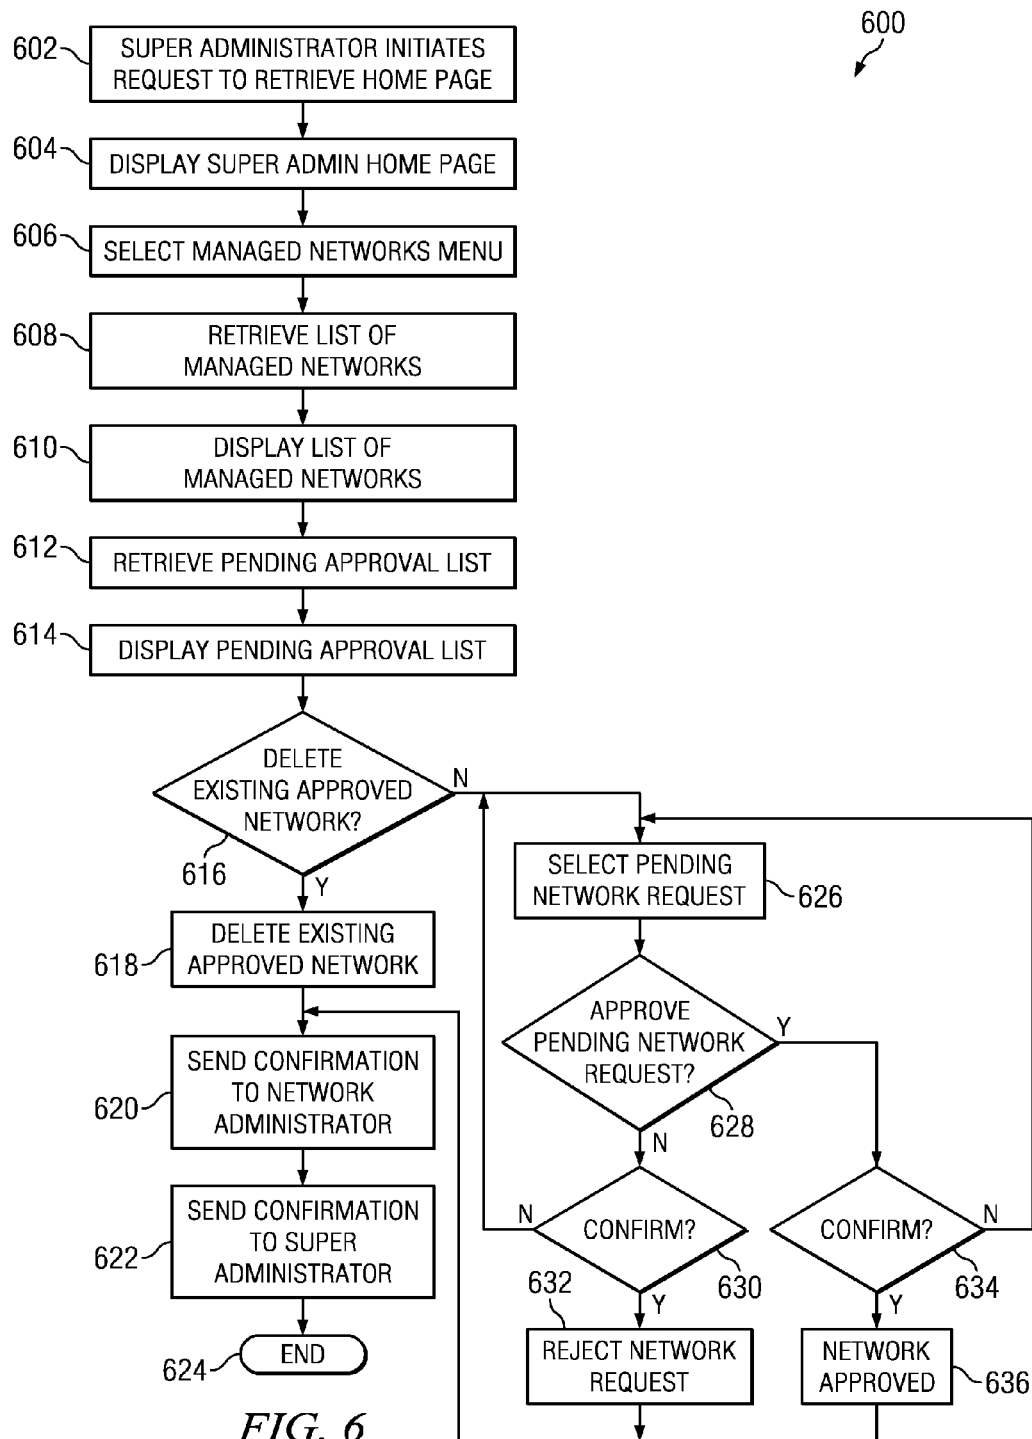 600
602
SUPER ADMINISTRATOR INITIATES
REQUEST TO RETRIEVE HOME PAGE
604
DISPLAY SUPER ADMIN HOME PAGE
606
SELECT MANAGED NETWORKS MENU
608
RETRIEVE LIST OF
MANAGED NETWORKS
610
DISPLAY LIST OF
MANAGED NETWORKS
612
RETRIEVE PENDING APPROVAL LIST
614
DISPLAY PENDING APPROVAL LIST
DELETE
EXISTING APPROVED
NETWORK?
N
616
Y
618
DELETE EXISTING
APPROVED NETWORK
620
SEND CONFIRMATION
TO NETWORK
ADMINISTRATOR
622
SEND CONFIRMATION
TO SUPER
ADMINISTRATOR
624
END
SELECT PENDING
NETWORK REQUEST
626
APPROVE
PENDING NETWORK
REQUEST?
Y
628
N
N
CONFIRM?
630
Y
632
REJECT NETWORK
REQUEST
CONFIRM?
N
634
Y
NETWORK
APPROVED
636
FIG. 6